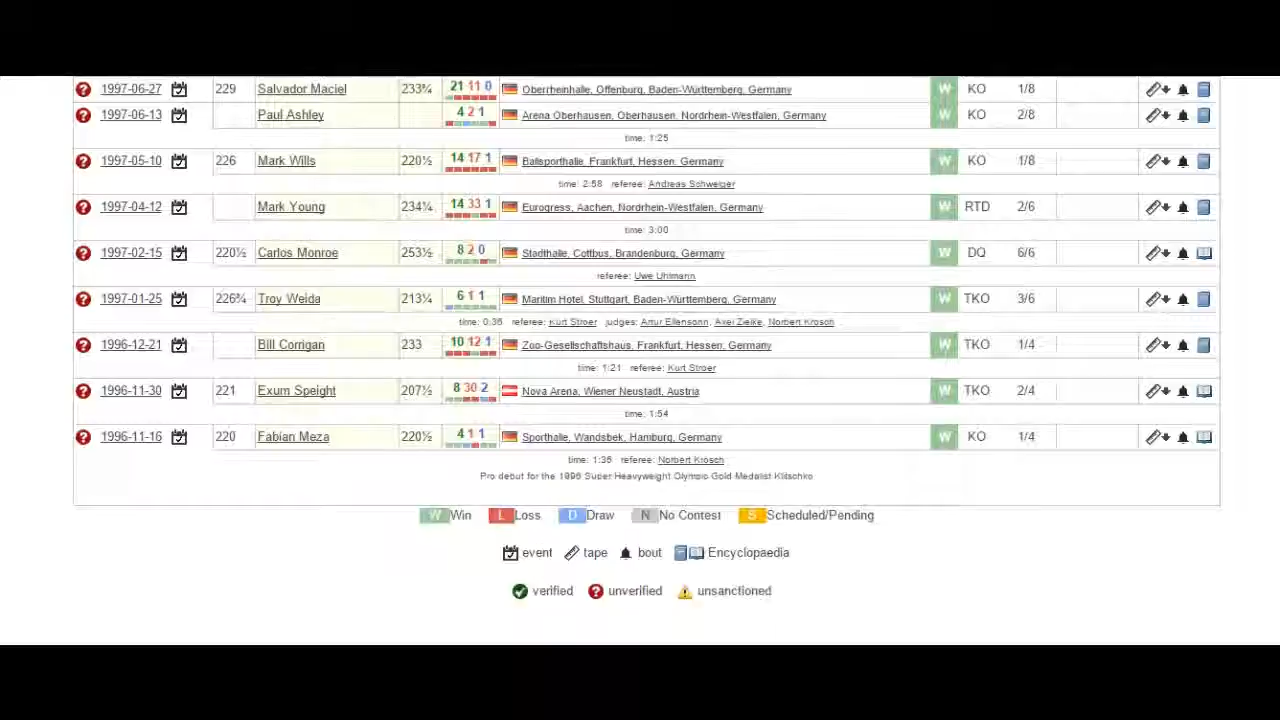 1997-06-27 229 Salvador Maciel 233¾ 21 11 0 Oberrheinhalle, Offenburg, Baden-Württemberg, Germany W KO 1/8
1997-06-13 Paul Ashley 4 2 1 Arena Oberhausen, Oberhausen, Nordrhein-Westfalen, Germany W KO 2/8
time: 1:25
1997-05-10 226 Mark Wills 220½ 14 17 1 Ballsporthalle, Frankfurt, Hessen, Germany W KO 1/8
time: 2:58 referee: Andreas Schweiger
1997-04-12 Mark Young 234¼ 14 33 1 Eurogress, Aachen, Nordrhein-Westfalen, Germany W RTD 2/6
time: 3:00
1997-02-15 220½ Carlos Monroe 253½ 8 2 0 Stadthalle, Cottbus, Brandenburg, Germany W DQ 6/6
referee: Uwe Uhlmann
1997-01-25 226¾ Troy Weida 213¼ 6 1 1 Maritim Hotel, Stuttgart, Baden-Württemberg, Germany W TKO 3/6
time: 0:36 referee: Kurt Stroer judges: Artur Ellensohn, Axel Zielke, Norbert Krosch
1996-12-21 Bill Corrigan 233 10 12 1 Zoo-Gesellschaftshaus, Frankfurt, Hessen, Germany W TKO 1/4
time: 1:21 referee: Kurt Stroer
1996-11-30 221 Exum Speight 207½ 8 30 2 Nova Arena, Wiener Neustadt, Austria W TKO 2/4
time: 1:54
1996-11-16 220 Fabian Meza 220½ 4 1 1 Sporthalle, Wandsbek, Hamburg, Germany W KO 1/4
time: 1:36 referee: Norbert Krosch
Pro debut for the 1996 Super Heavyweight Olympic Gold Medalist Klitschko
W Win L Loss D Draw N No Contest S Scheduled/Pending
event tape bout Encyclopaedia
verified unverified unsanctioned